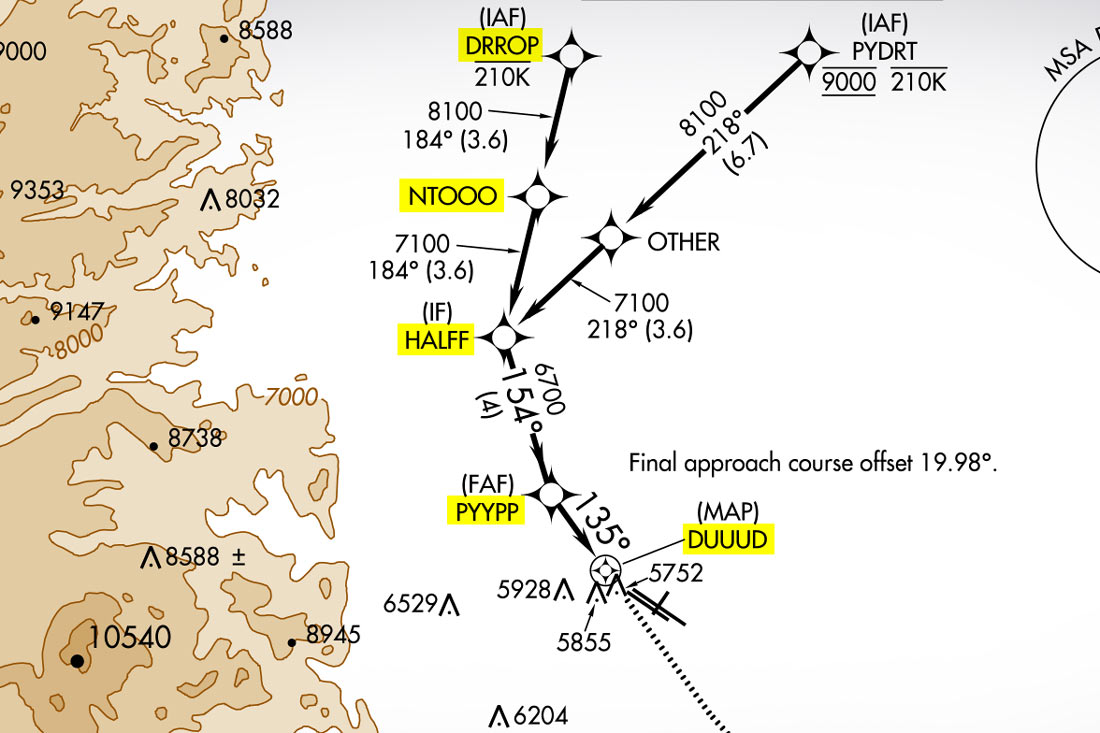 8588
9000
(IAF)
DRROP
210K
(IAF)
PYDRT
9000 210K
MSA
8100
184° (3.6)
8100
218°
(6.7)
9353
8032
NTOOO
7100
184° (3.6)
OTHER
9147
8000
(IF)
HALFF
7100
218° (3.6)
7000
6700
154°
(4)
8738
Final approach course offset 19.98°.
(FAF)
PYYPP
135°
(MAP)
DUUUD
8588 ±
5752
5928
6529
5855
10540
8945
6204